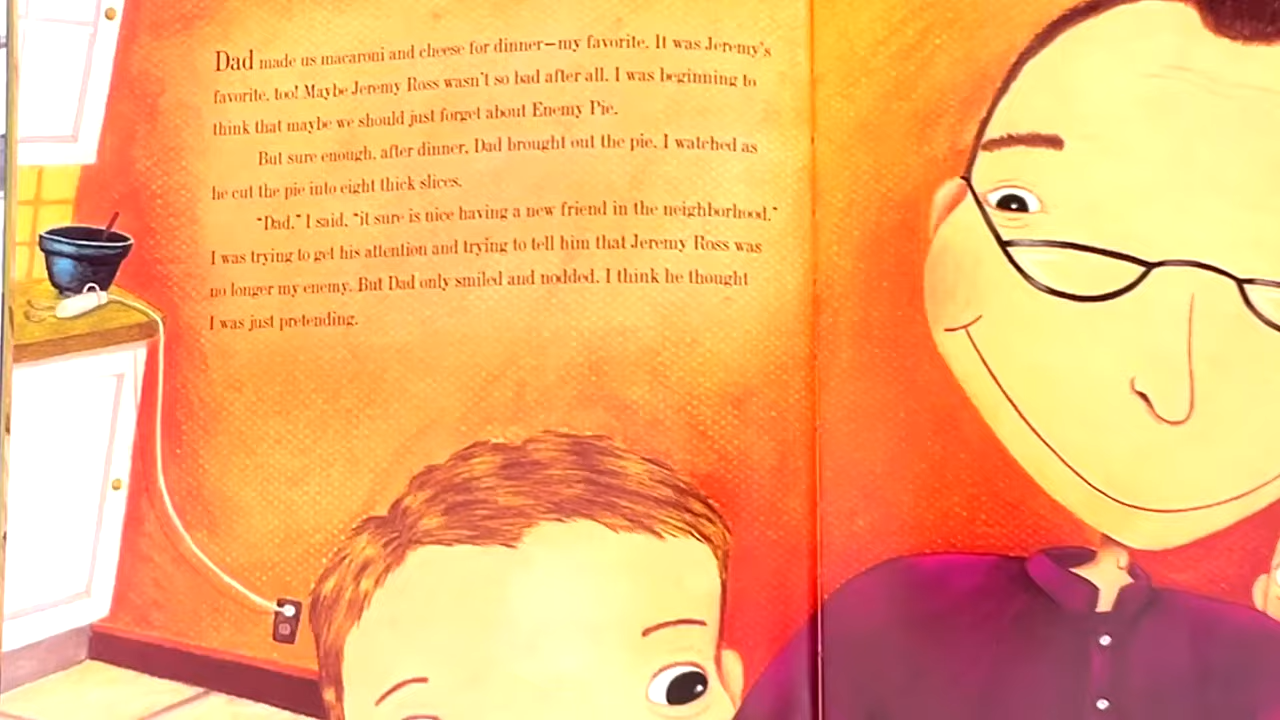 Dad made us macaroni and cheese for dinner—my favorite. It was Jeremy's
favorite, too! Maybe Jeremy Ross wasn't so bad after all. I was beginning to
think that maybe we should just forget about Enemy Pie.
But sure enough, after dinner, Dad brought out the pie. I watched as
he cut the pie into eight thick slices.
"Dad," I said, "it sure is nice having a new friend in the neighborhood."
I was trying to get his attention and trying to tell him that Jeremy Ross was
no longer my enemy. But Dad only smiled and nodded. I think he thought
I was just pretending.